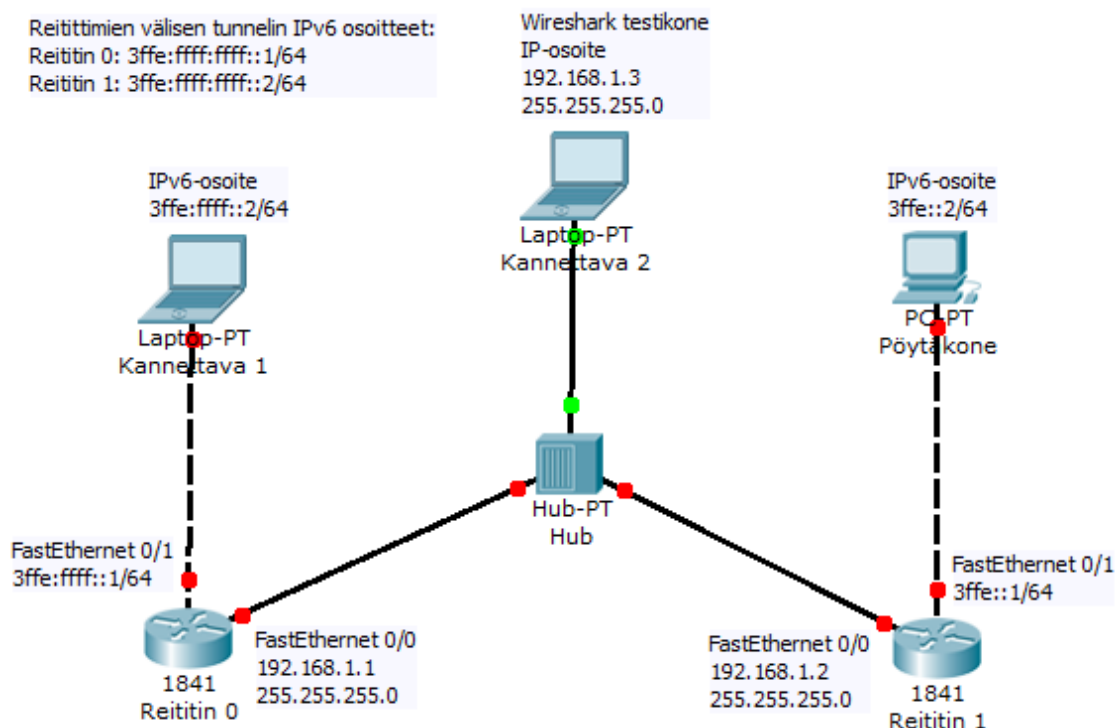 Reitittimien välisen tunnelin IPv6 osoitteet:
Reititin 0: 3ffe:ffff:ffff::1/64
Reititin 1: 3ffe:ffff:ffff::2/64
Wireshark testikone
IP-osoite
192.168.1.3
255.255.255.0
IPv6-osoite
3ffe:ffff::2/64
Laptop-PT
Kannettava 1
Laptop-PT
Kannettava 2
IPv6-osoite
3ffe::2/64
PC-PT
Pöytäkone
Hub-PT
Hub
FastEthernet 0/1
3ffe:ffff::1/64
1841
Reititin 0
FastEthernet 0/0
192.168.1.1
255.255.255.0
FastEthernet 0/0
192.168.1.2
255.255.255.0
FastEthernet 0/1
3ffe::1/64
1841
Reititin 1